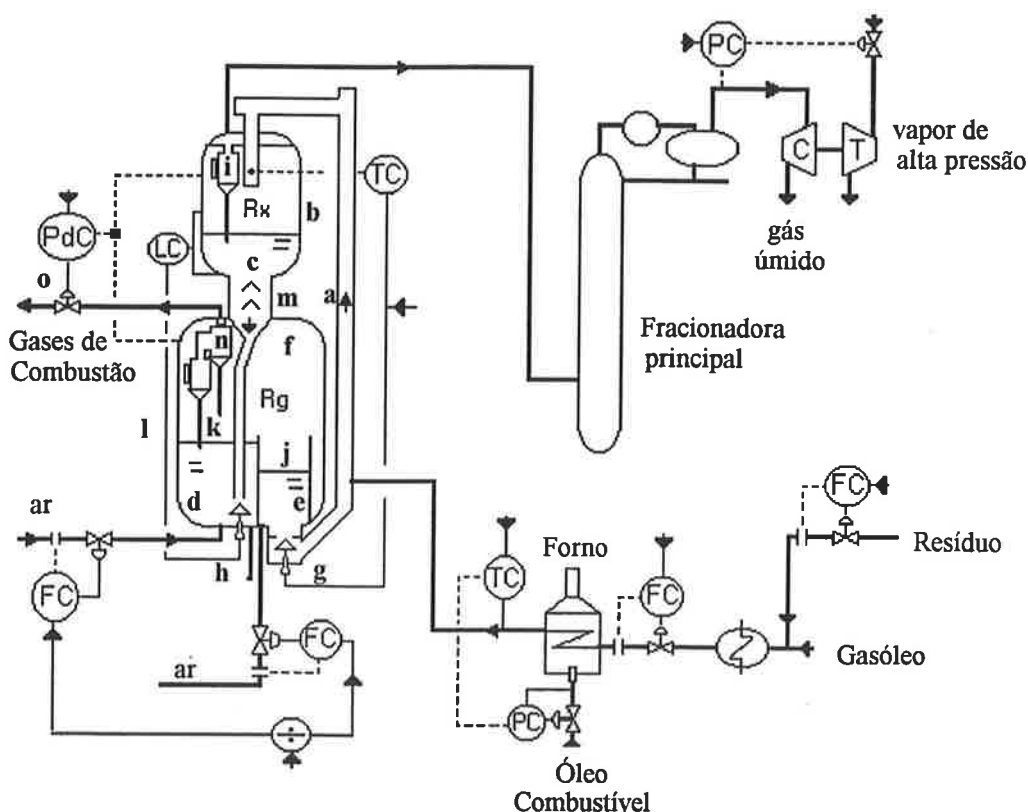 PC
vapor de
alta pressão
C
T
gás
úmido
i
TC
Rx
b
PdC
LC
c
o
a
m
n
f
Gases de
Combustão
Fracionadora
principal
Rg
l
k
j
d
e
ar
FC
Resíduo
h
g
Forno
TC
FC
FC
FC
Gasóleo
ar
PC
÷
Óleo
Combustível